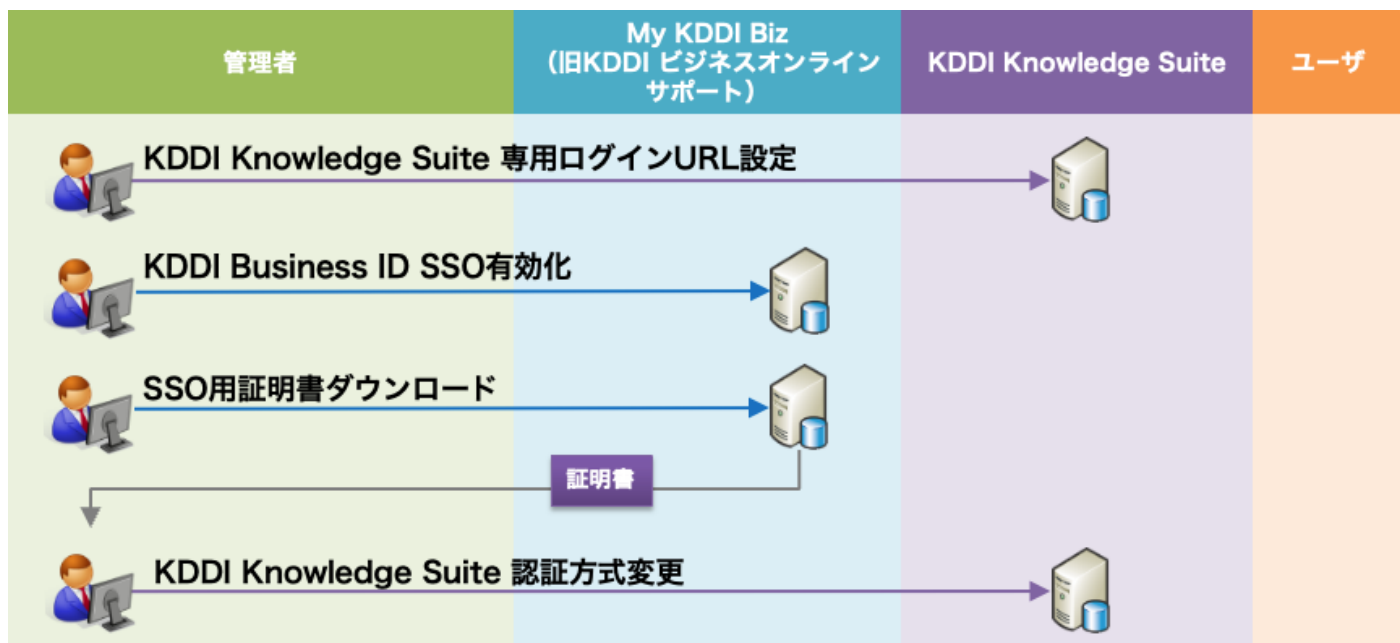 管理者
My KDDI Biz
（旧KDDI ビジネスオンライン
サポート）
KDDI Knowledge Suite
ユーザ
KDDI Knowledge Suite 専用ログインURL設定
KDDI Business ID SSO有効化
SSO用証明書ダウンロード
証明書
KDDI Knowledge Suite 認証方式変更